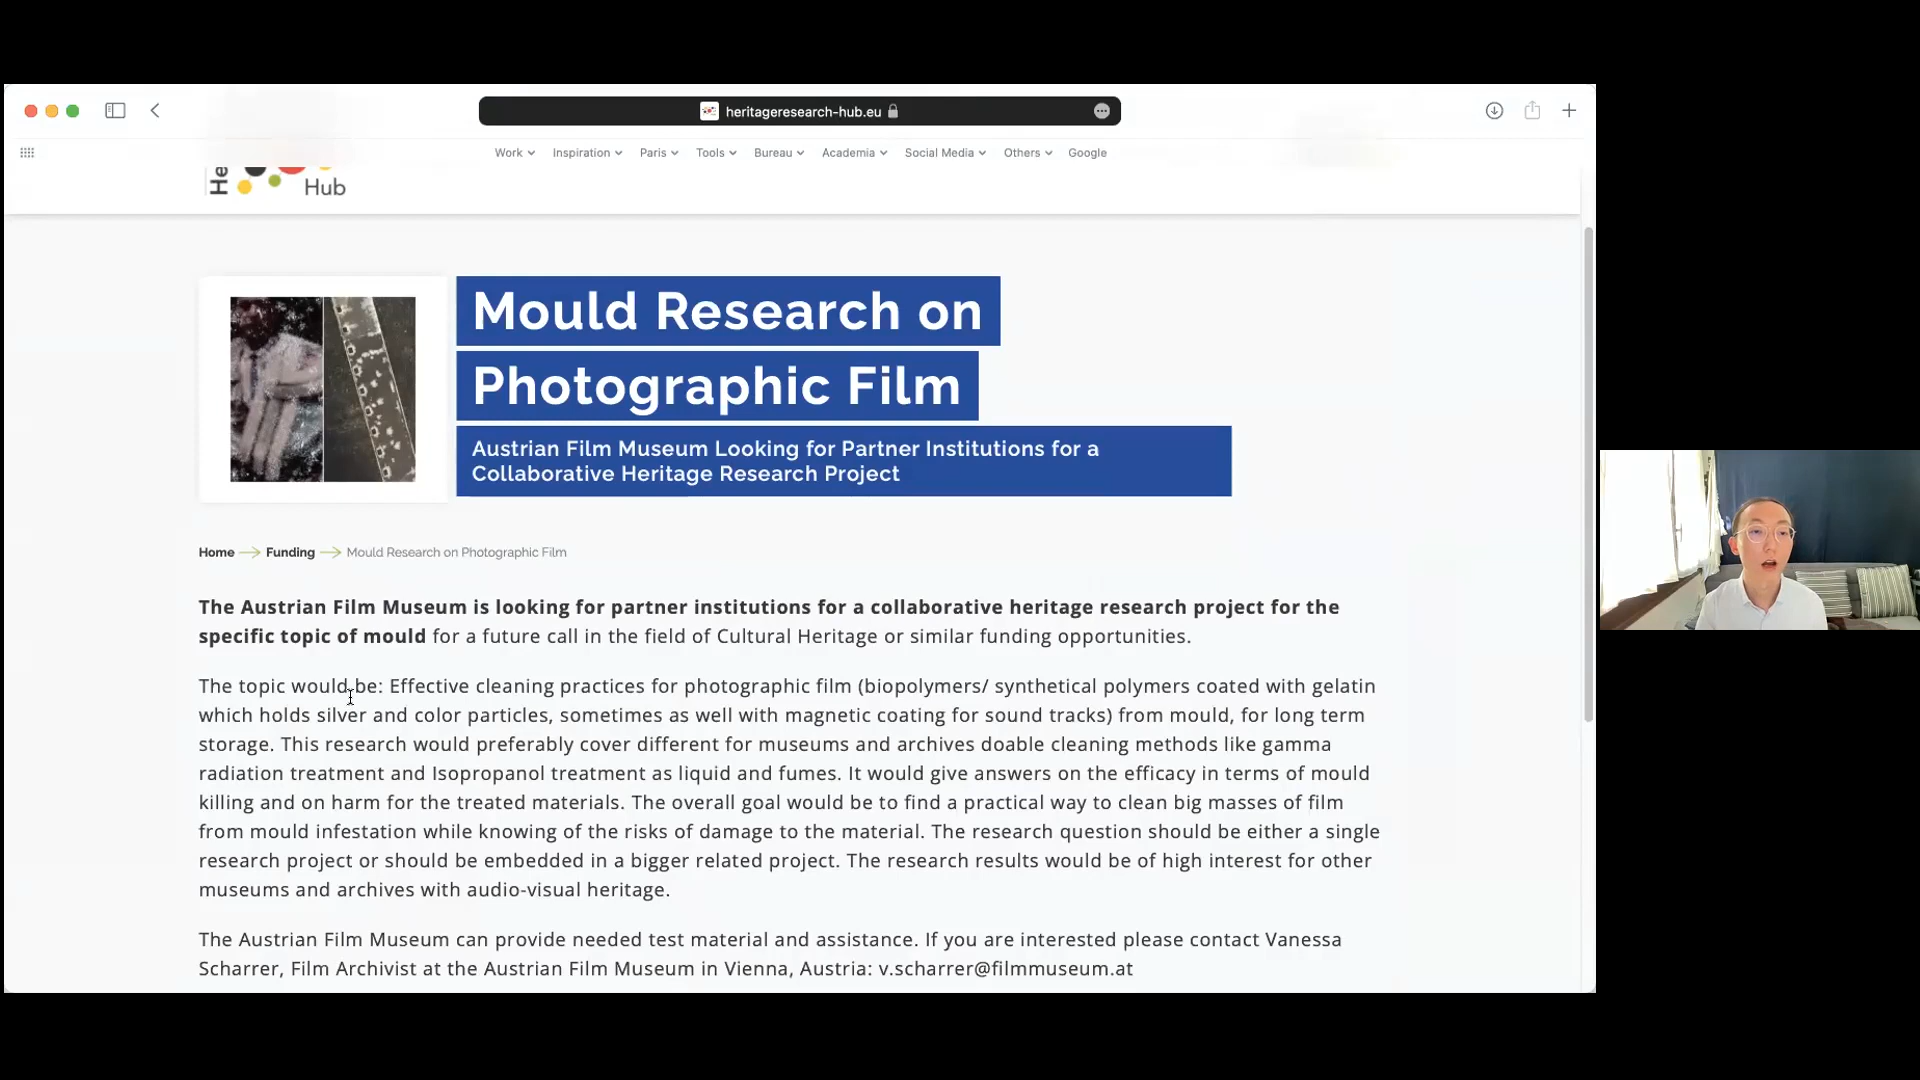 heritageresearch-hub.eu
Work Inspiration Paris Tools Bureau Academia Social Media Others Google
He
Hub
Mould Research on
Photographic Film
Austrian Film Museum Looking for Partner Institutions for a
Collaborative Heritage Research Project
Home Funding Mould Research on Photographic Film
The Austrian Film Museum is looking for partner institutions for a collaborative heritage research project for the
specific topic of mould for a future call in the field of Cultural Heritage or similar funding opportunities.
The topic would be: Effective cleaning practices for photographic film (biopolymers/ synthetical polymers coated with gelatin
which holds silver and color particles, sometimes as well with magnetic coating for sound tracks) from mould, for long term
storage. This research would preferably cover different for museums and archives doable cleaning methods like gamma
radiation treatment and Isopropanol treatment as liquid and fumes. It would give answers on the efficacy in terms of mould
killing and on harm for the treated materials. The overall goal would be to find a practical way to clean big masses of film
from mould infestation while knowing of the risks of damage to the material. The research question should be either a single
research project or should be embedded in a bigger related project. The research results would be of high interest for other
museums and archives with audio-visual heritage.
The Austrian Film Museum can provide needed test material and assistance. If you are interested please contact Vanessa
Scharrer, Film Archivist at the Austrian Film Museum in Vienna, Austria: v.scharrer@filmmuseum.at